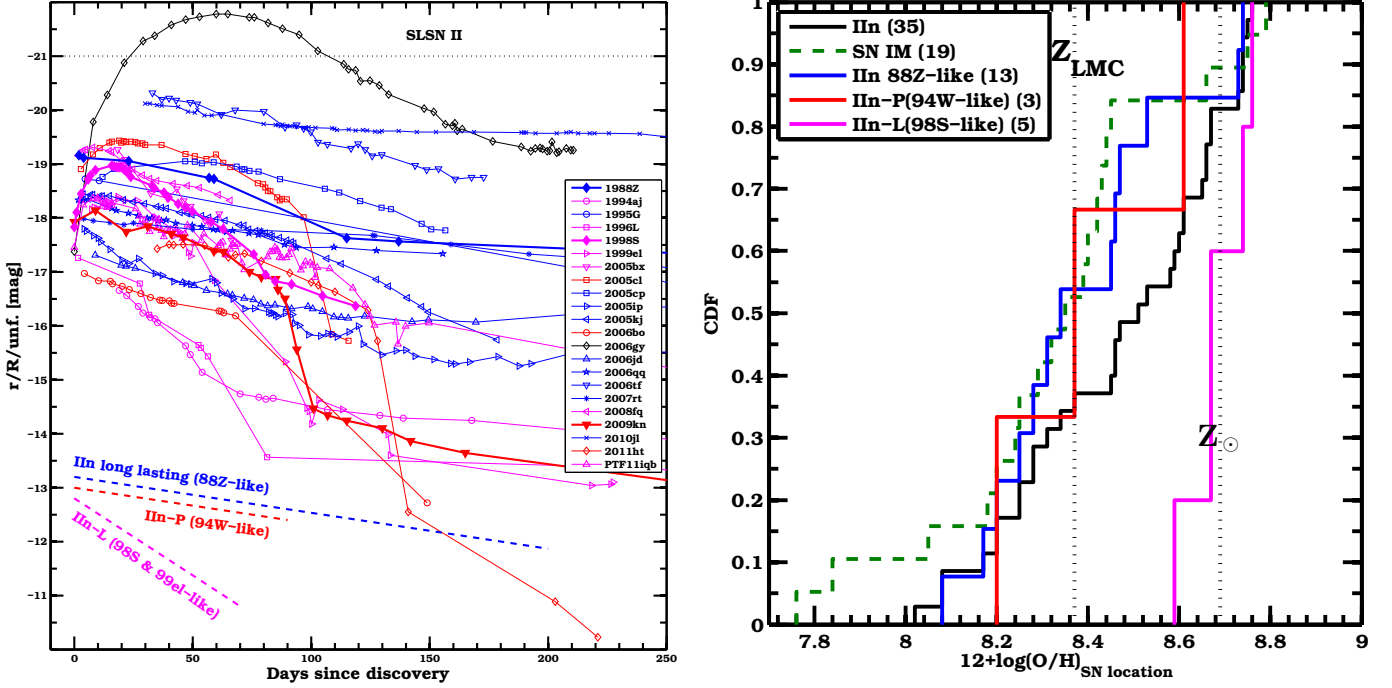 SLSN II
-21
-20
-19
-18
-17
-16
-15
-14
-13
-12
-11
r/R/unf. [mag]
1988Z
1994aj
1995G
1996L
1998S
1999el
2005bx
2005cl
2005cp
2005ip
2005kj
2006bo
2006gy
2006jd
2006qq
2006tf
2007rt
2008fq
2009kn
2010jl
2011ht
PTF11iqb
IIn long lasting (88Z-like)
IIn-P (94W-like)
IIn-L (98S & 99el-like)
0 50 100 150 200 250
Days since discovery
IIn (35)
SN IM (19)
IIn 88Z-like (13)
IIn-P(94W-like) (3)
IIn-L(98S-like) (5)
Z_LMC
Z_⊙
1
0.9
0.8
0.7
0.6
0.5
0.4
0.3
0.2
0.1
0
CDF
7.8 8 8.2 8.4 8.6 8.8 9
12+log(O/H)_SN location